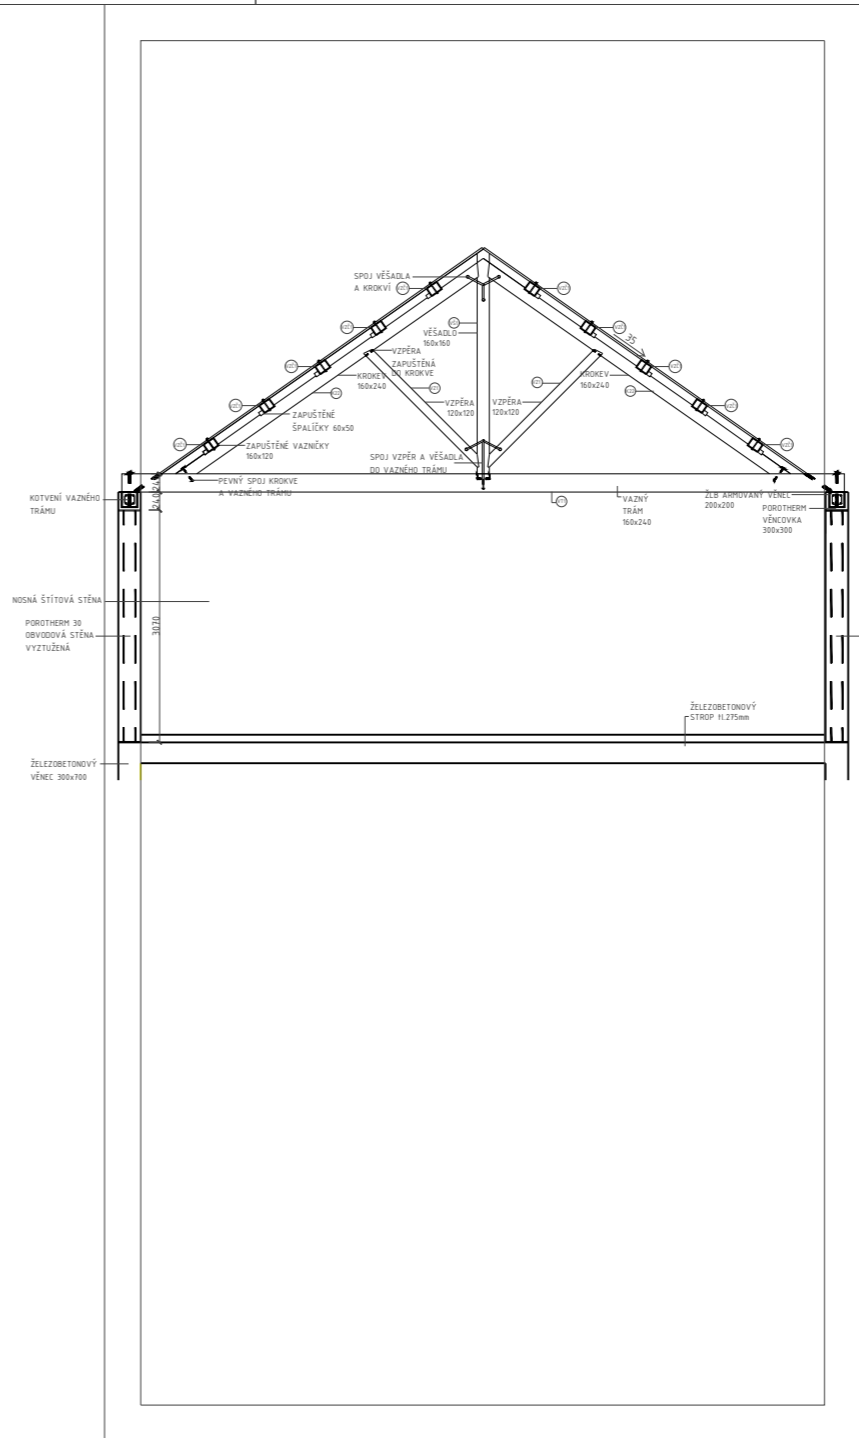 SPOJ VĚŠADLA
A KROKVÍ
VĚŠADLO
160x160
VZPĚRA
ZAPUŠTĚNÁ
DO KROKVE
35
KROKEV
160x240
KROKEV
160x240
VZPĚRA
120x120
VZPĚRA
120x120
ZAPUŠTĚNÉ
ŠPALÍČKY 60x50
ZAPUŠTĚNÉ VAZNIČKY
160x120
SPOJ VZPĚR A VĚŠADLA
DO VAZNÉHO TRÁMU
PEVNÝ SPOJ KROKVE
A VAZNÉHO TRÁMU
KOTVENÍ VAZNÉHO
TRÁMU
240
VAZNÝ
TRÁM
160x240
ŽLB ARMOVANÝ VĚNEC
200x200
POROTHERM
VĚNCOVKA
300x300
NOSNÁ ŠTÍTOVÁ STĚNA
POROTHERM 30
OBVODOVÁ STĚNA
VYZTUŽENÁ
3070
ŽELEZOBETONOVÝ
STROP tl.275mm
ŽELEZOBETONOVÝ
VĚNEC 300x700